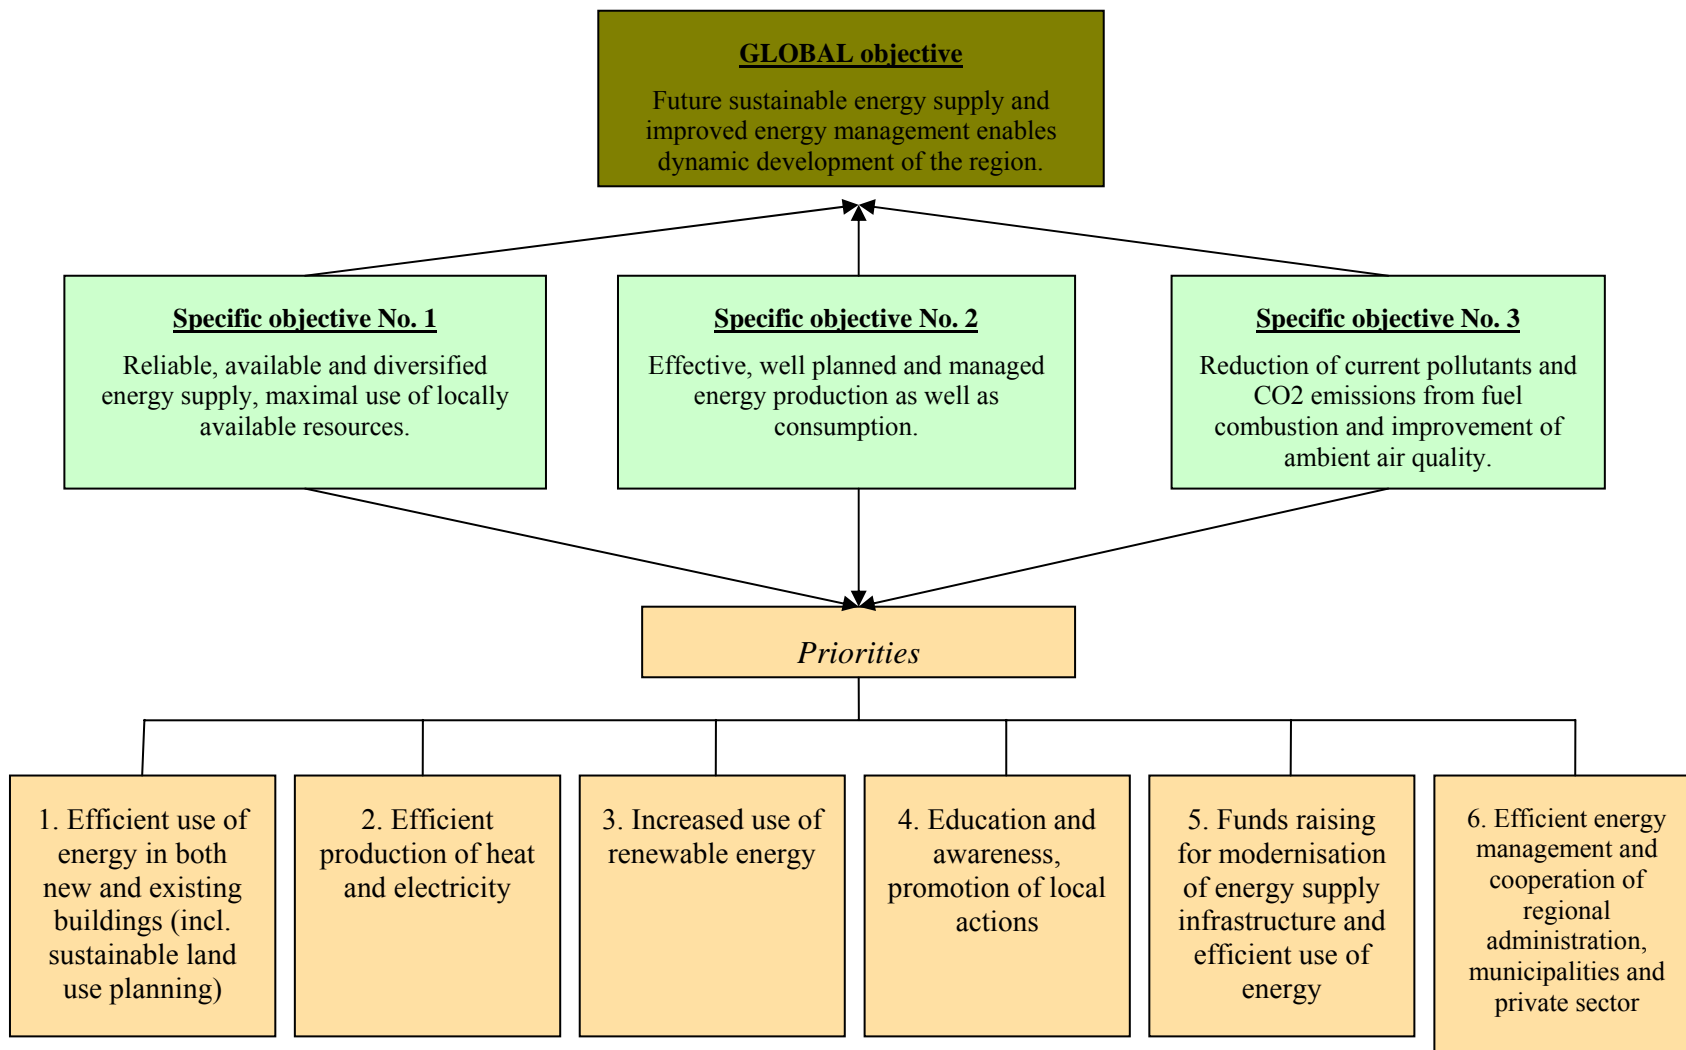 GLOBAL objective
Future sustainable energy supply and
improved energy management enables
dynamic development of the region.
Specific objective No. 1
Reliable, available and diversified
energy supply, maximal use of locally
available resources.
Specific objective No. 2
Effective, well planned and managed
energy production as well as
consumption.
Specific objective No. 3
Reduction of current pollutants and
CO2 emissions from fuel
combustion and improvement of
ambient air quality.
Priorities
1. Efficient use of
energy in both
new and existing
buildings (incl.
sustainable land
use planning)
2. Efficient
production of heat
and electricity
3. Increased use of
renewable energy
4. Education and
awareness,
promotion of local
actions
5. Funds raising
for modernisation
of energy supply
infrastructure and
efficient use of
energy
6. Efficient energy
management and
cooperation of
regional
administration,
municipalities and
private sector